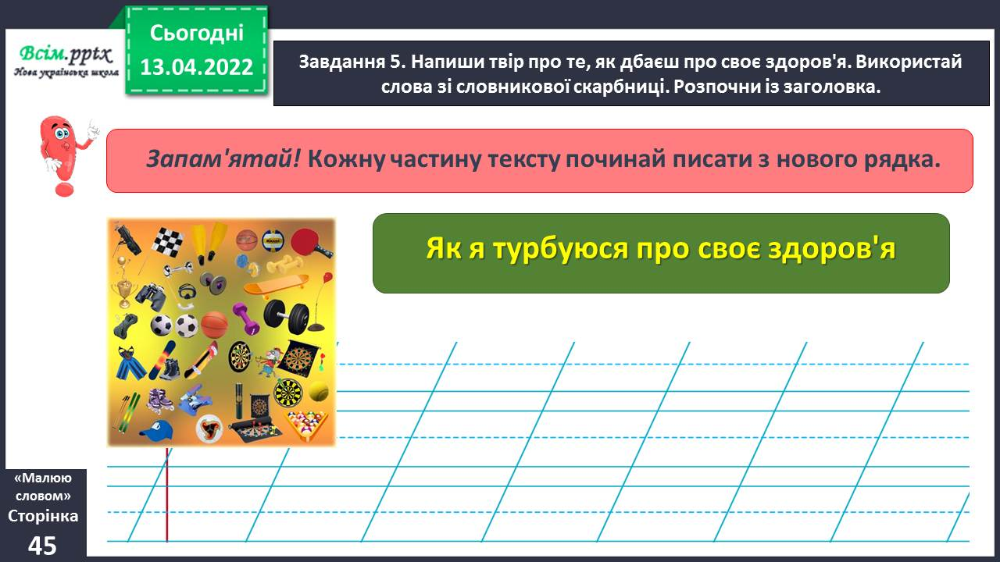 Сьогодні
13.04.2022
Всім.pptx
Нова українська школа
Завдання 5. Напиши твір про те, як дбаєш про своє здоров'я. Використай
слова зі словникової скарбниці. Розпочни із заголовка.
Запам'ятай! Кожну частину тексту починай писати з нового рядка.
Як я турбуюся про своє здоров'я
«Малюю
словом»
Сторінка
45